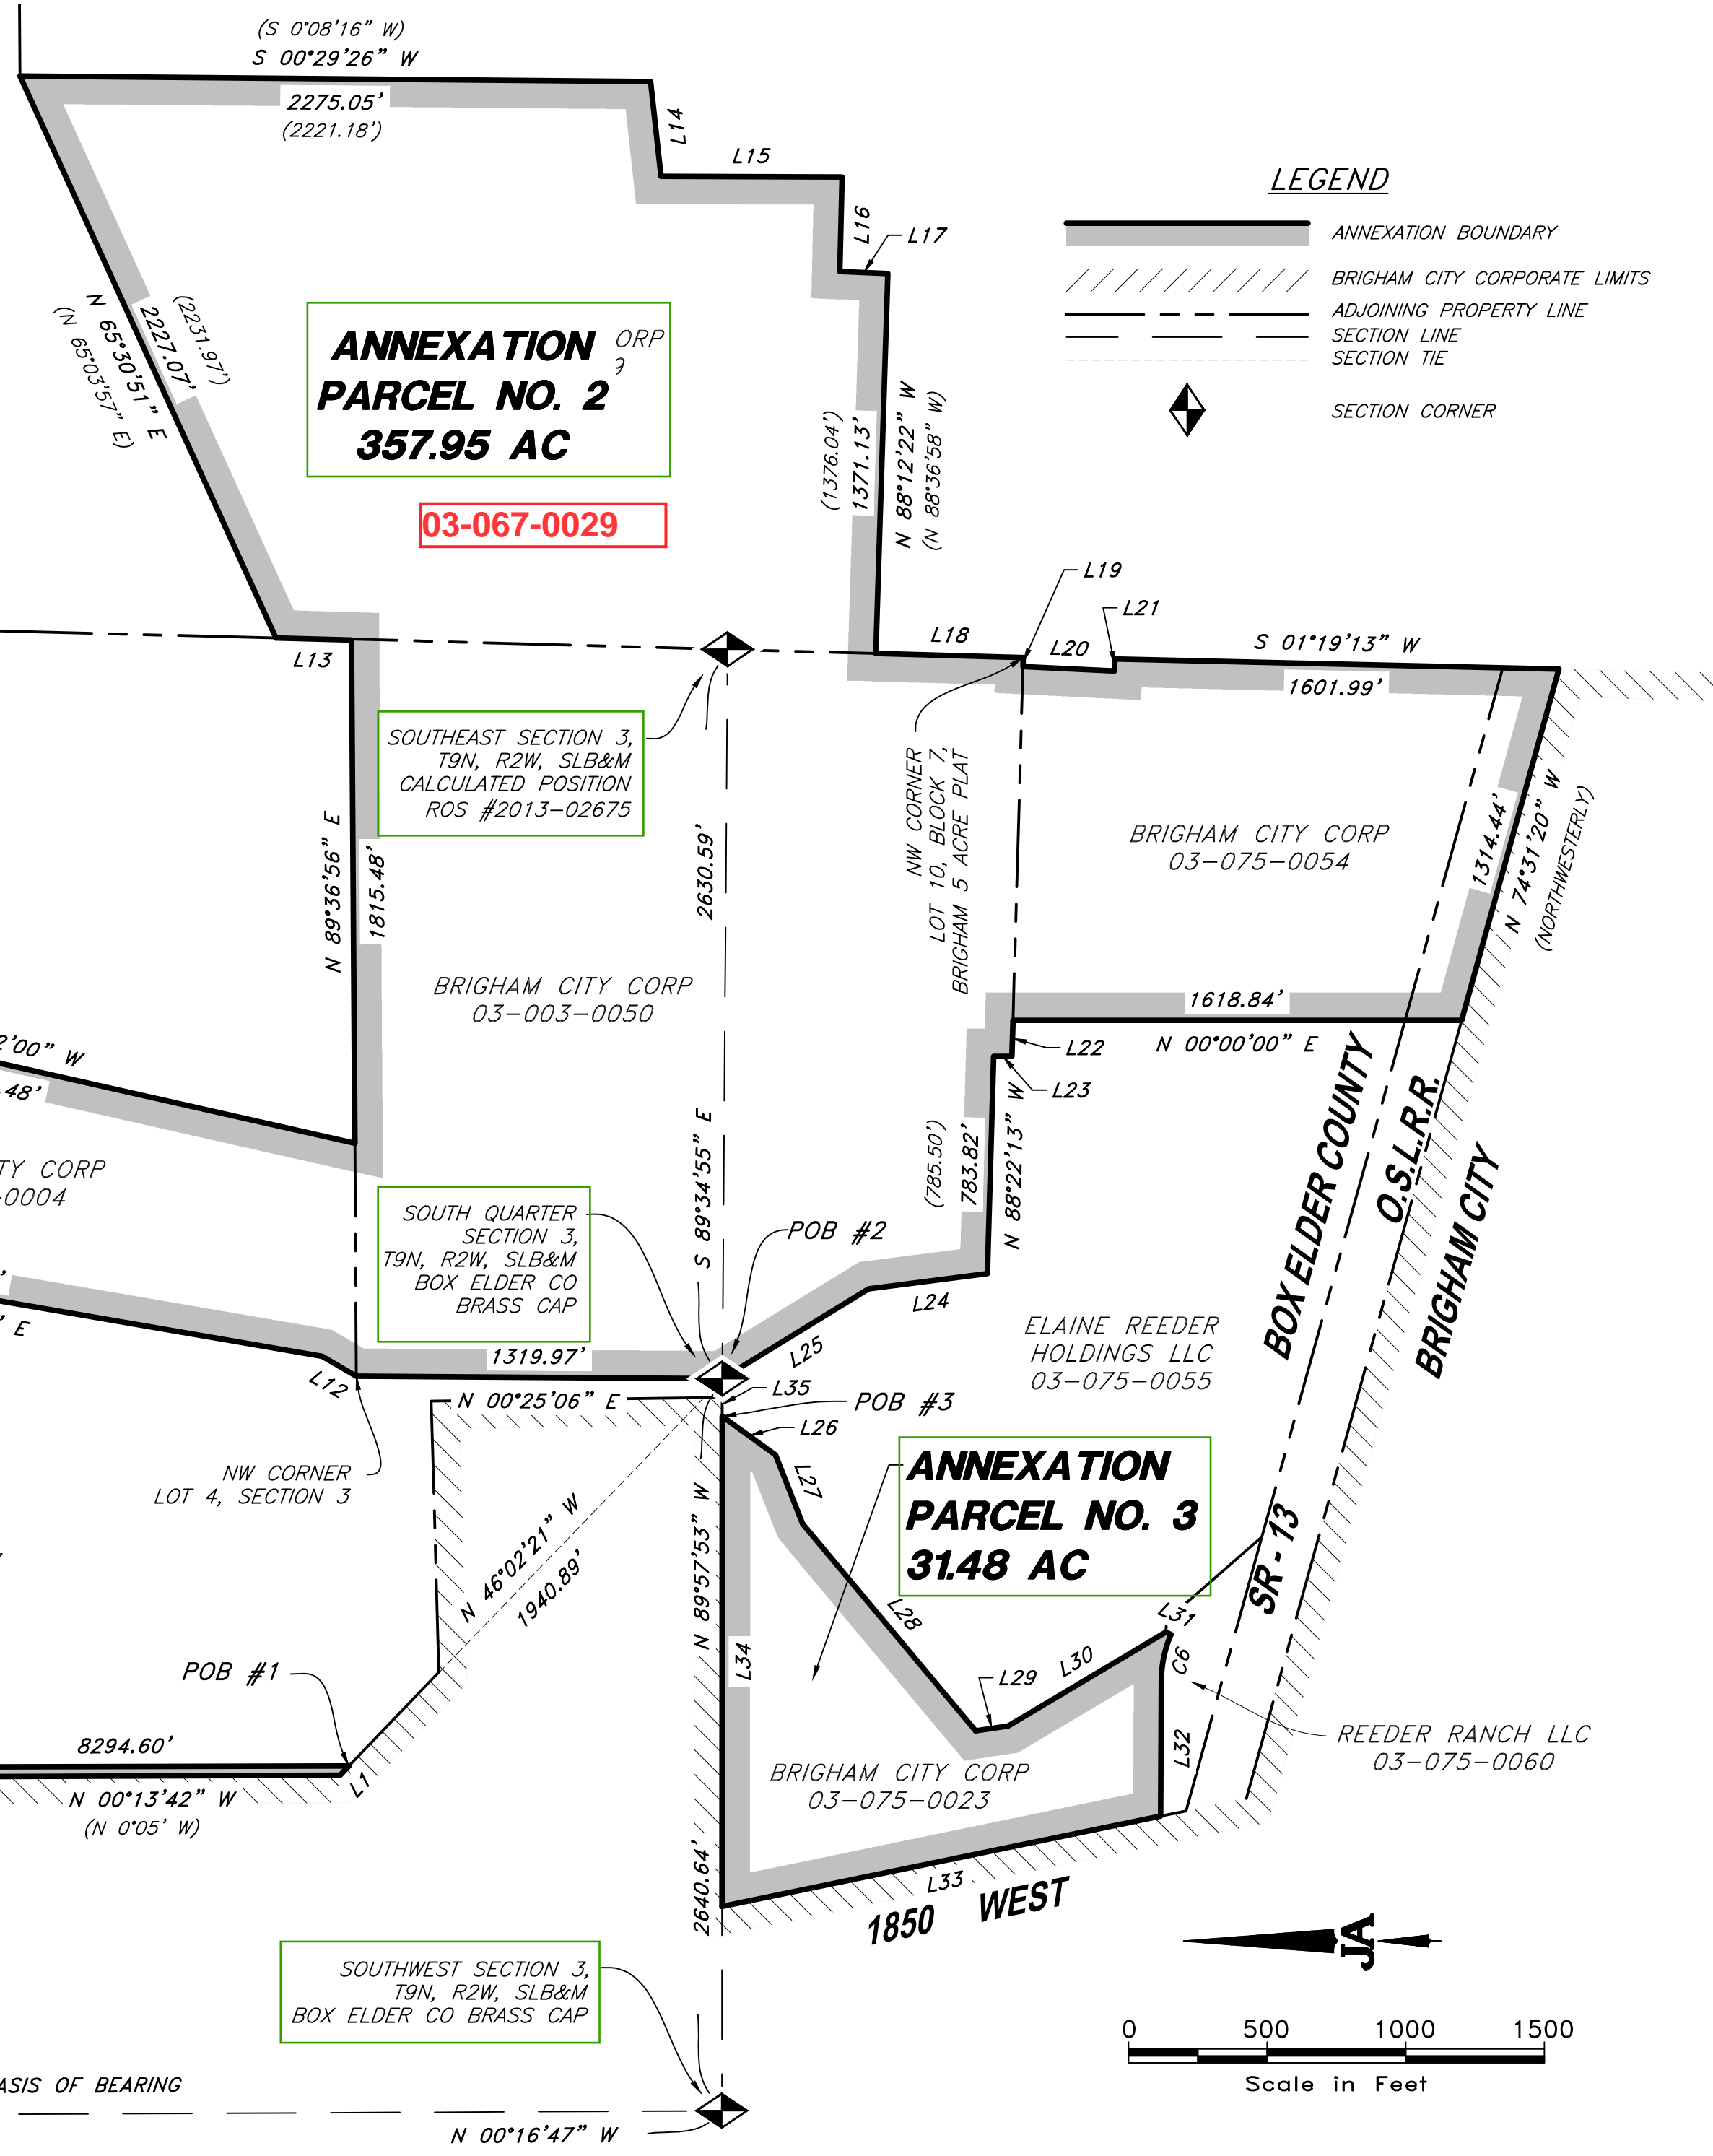 (S 0°08'16" W)
S 00°29'26" W
2275.05'
(2221.18')
L14
L15
L16
L17
LEGEND
ANNEXATION BOUNDARY
BRIGHAM CITY CORPORATE LIMITS
ADJOINING PROPERTY LINE
SECTION LINE
SECTION TIE
SECTION CORNER
(2231.97')
2227.07'
N 65°30'51" E
(N 65°03'57" E)
ANNEXATION
PARCEL NO. 2
357.95 AC
ORP
03-067-0029
(1376.04')
1371.13'
N 88°12'22" W
(N 88°36'58" W)
L13
L18
L19
L20
L21
S 01°19'13" W
1601.99'
SOUTHEAST SECTION 3,
T9N, R2W, SLB&M
CALCULATED POSITION
ROS #2013-02675
N 89°36'56" E
1815.48'
2630.59'
NW CORNER
LOT 10, BLOCK 7,
BRIGHAM 5 ACRE PLAT
BRIGHAM CITY CORP
03-075-0054
1314.44'
N 74°31'20" W
(NORTHWESTERLY)
BRIGHAM CITY CORP
03-003-0050
1618.84'
N 00°00'00" E
L22
L23
2'00" W
.48'
TY CORP
-0004
' E
S 89°34'55" E
(785.50')
783.82'
N 88°22'13" W
SOUTH QUARTER
SECTION 3,
T9N, R2W, SLB&M
BOX ELDER CO
BRASS CAP
POB #2
L24
L25
BOX ELDER COUNTY
O.S.L.R.R.
BRIGHAM CITY
ELAINE REEDER
HOLDINGS LLC
03-075-0055
1319.97'
L12
N 00°25'06" E
L35
POB #3
L26
L27
NW CORNER
LOT 4, SECTION 3
N 46°02'21" W
1940.89'
N 89°57'53" W
ANNEXATION
PARCEL NO. 3
31.48 AC
SR-13
L28
L34
L29
L30
L31
C6
L32
REEDER RANCH LLC
03-075-0060
POB #1
8294.60'
L1
N 00°13'42" W
(N 0°05' W)
BRIGHAM CITY CORP
03-075-0023
2640.64'
L33
1850 WEST
SOUTHWEST SECTION 3,
T9N, R2W, SLB&M
BOX ELDER CO BRASS CAP
JA
0 500 1000 1500
Scale in Feet
ASIS OF BEARING
N 00°16'47" W